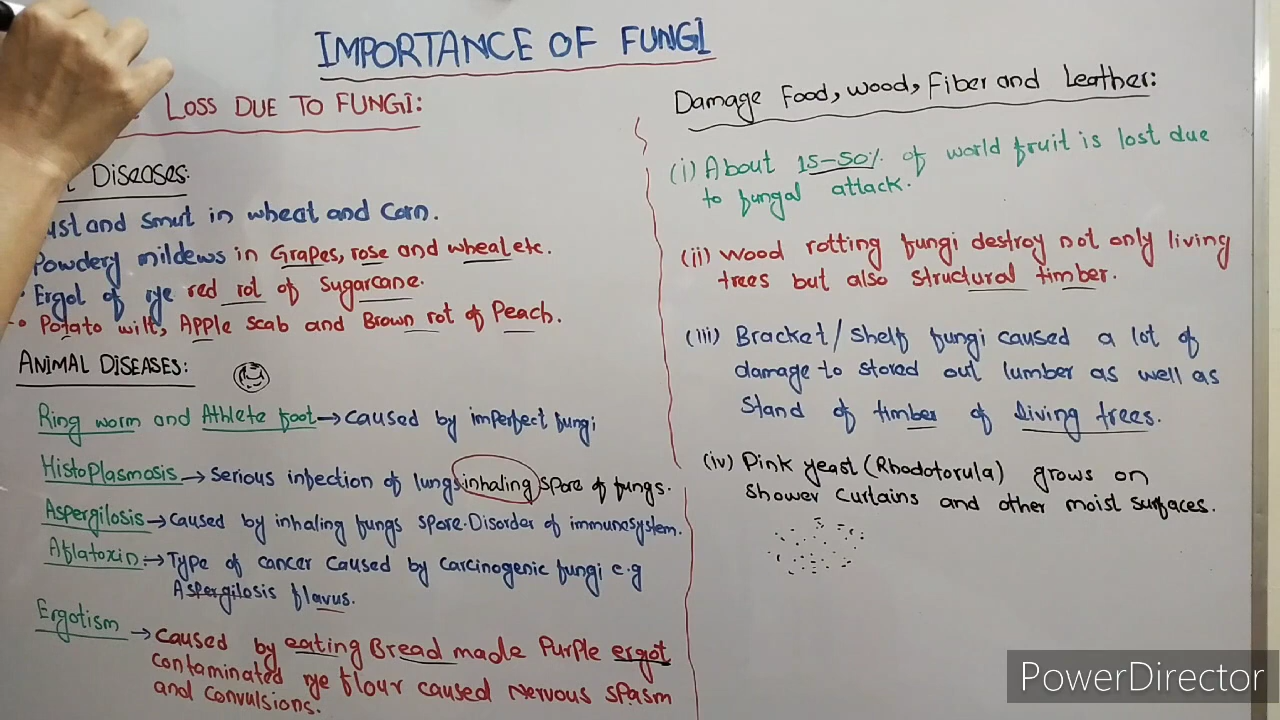 IMPORTANCE OF FUNGI
LOSS DUE TO FUNGI:
DISEASES:
and Smut in wheat and Corn.
Powdery mildews in Grapes, rose and wheat etc.
• Ergot of rye red rot of Sugarcane.
• Potato wilt, Apple scab and Brown rot of Peach.
ANIMAL DISEASES:
Ring worm and Athlete foot → caused by imperfect fungi
Histoplasmosis → Serious infection of lungs inhaling spore of fungs.
Aspergilosis → caused by inhaling fungs spore. Disorder of immunesystem.
Aflatoxin → Type of cancer caused by carcinogenic fungi e.g
Aspergilosis flavus.
Ergotism → caused by eating Bread made Purple ergot
contaminated rye flour caused nervous spasm
and convulsions.
Damage Food, wood, Fiber and Leather:
(i) About 15-50% of world fruit is lost due
to fungal attack.
(ii) Wood rotting fungi destroy not only living
trees but also structural timber.
(iii) Bracket/shelf fungi caused a lot of
damage to stored out lumber as well as
stand of timber of living trees.
(iv) Pink yeast (Rhodotorula) grows on
shower curtains and other moist surfaces.
PowerDirector